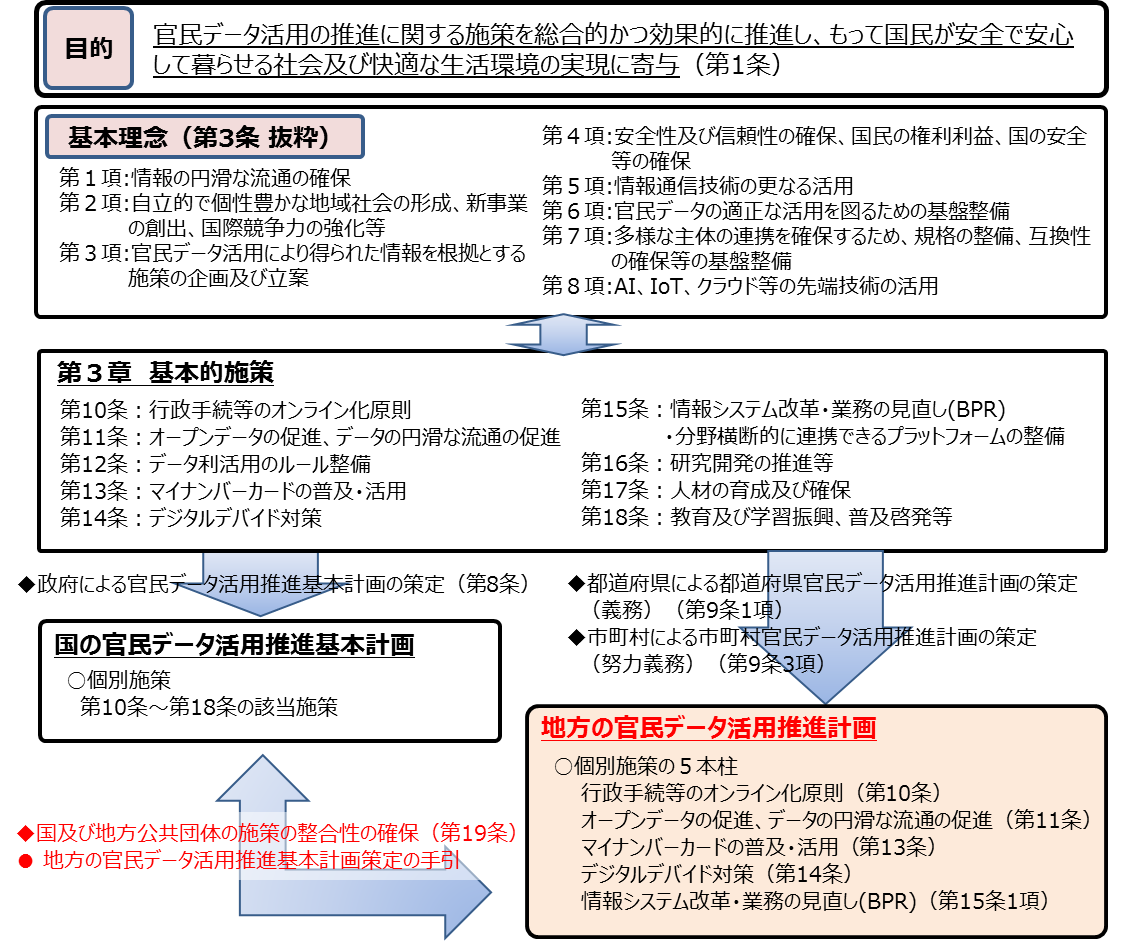 目的
官民データ活用の推進に関する施策を総合的かつ効果的に推進し、もって国民が安全で安心
して暮らせる社会及び快適な生活環境の実現に寄与（第1条）
基本理念（第3条 抜粋）
第１項:情報の円滑な流通の確保
第２項:自立的で個性豊かな地域社会の形成、新事業
の創出、国際競争力の強化等
第３項:官民データ活用により得られた情報を根拠とする
施策の企画及び立案
第４項:安全性及び信頼性の確保、国民の権利利益、国の安全
等の確保
第５項:情報通信技術の更なる活用
第６項:官民データの適正な活用を図るための基盤整備
第７項:多様な主体の連携を確保するため、規格の整備、互換性
の確保等の基盤整備
第８項:AI、IoT、クラウド等の先端技術の活用
第３章　基本的施策
第10条：行政手続等のオンライン化原則
第11条：オープンデータの促進、データの円滑な流通の促進
第12条：データ利活用のルール整備
第13条：マイナンバーカードの普及・活用
第14条：デジタルデバイド対策
第15条：情報システム改革・業務の見直し(BPR)
・分野横断的に連携できるプラットフォームの整備
第16条：研究開発の推進等
第17条：人材の育成及び確保
第18条：教育及び学習振興、普及啓発等
◆政府による官民データ活用推進基本計画の策定（第8条）
◆都道府県による都道府県官民データ活用推進計画の策定
（義務）（第9条1項）
◆市町村による市町村官民データ活用推進計画の策定
（努力義務）（第9条3項）
国の官民データ活用推進基本計画
○個別施策
第10条～第18条の該当施策
地方の官民データ活用推進計画
○個別施策の５本柱
行政手続等のオンライン化原則（第10条）
オープンデータの促進、データの円滑な流通の促進（第11条）
マイナンバーカードの普及・活用（第13条）
デジタルデバイド対策（第14条）
情報システム改革・業務の見直し(BPR)（第15条1項）
◆国及び地方公共団体の施策の整合性の確保（第19条）
● 地方の官民データ活用推進基本計画策定の手引